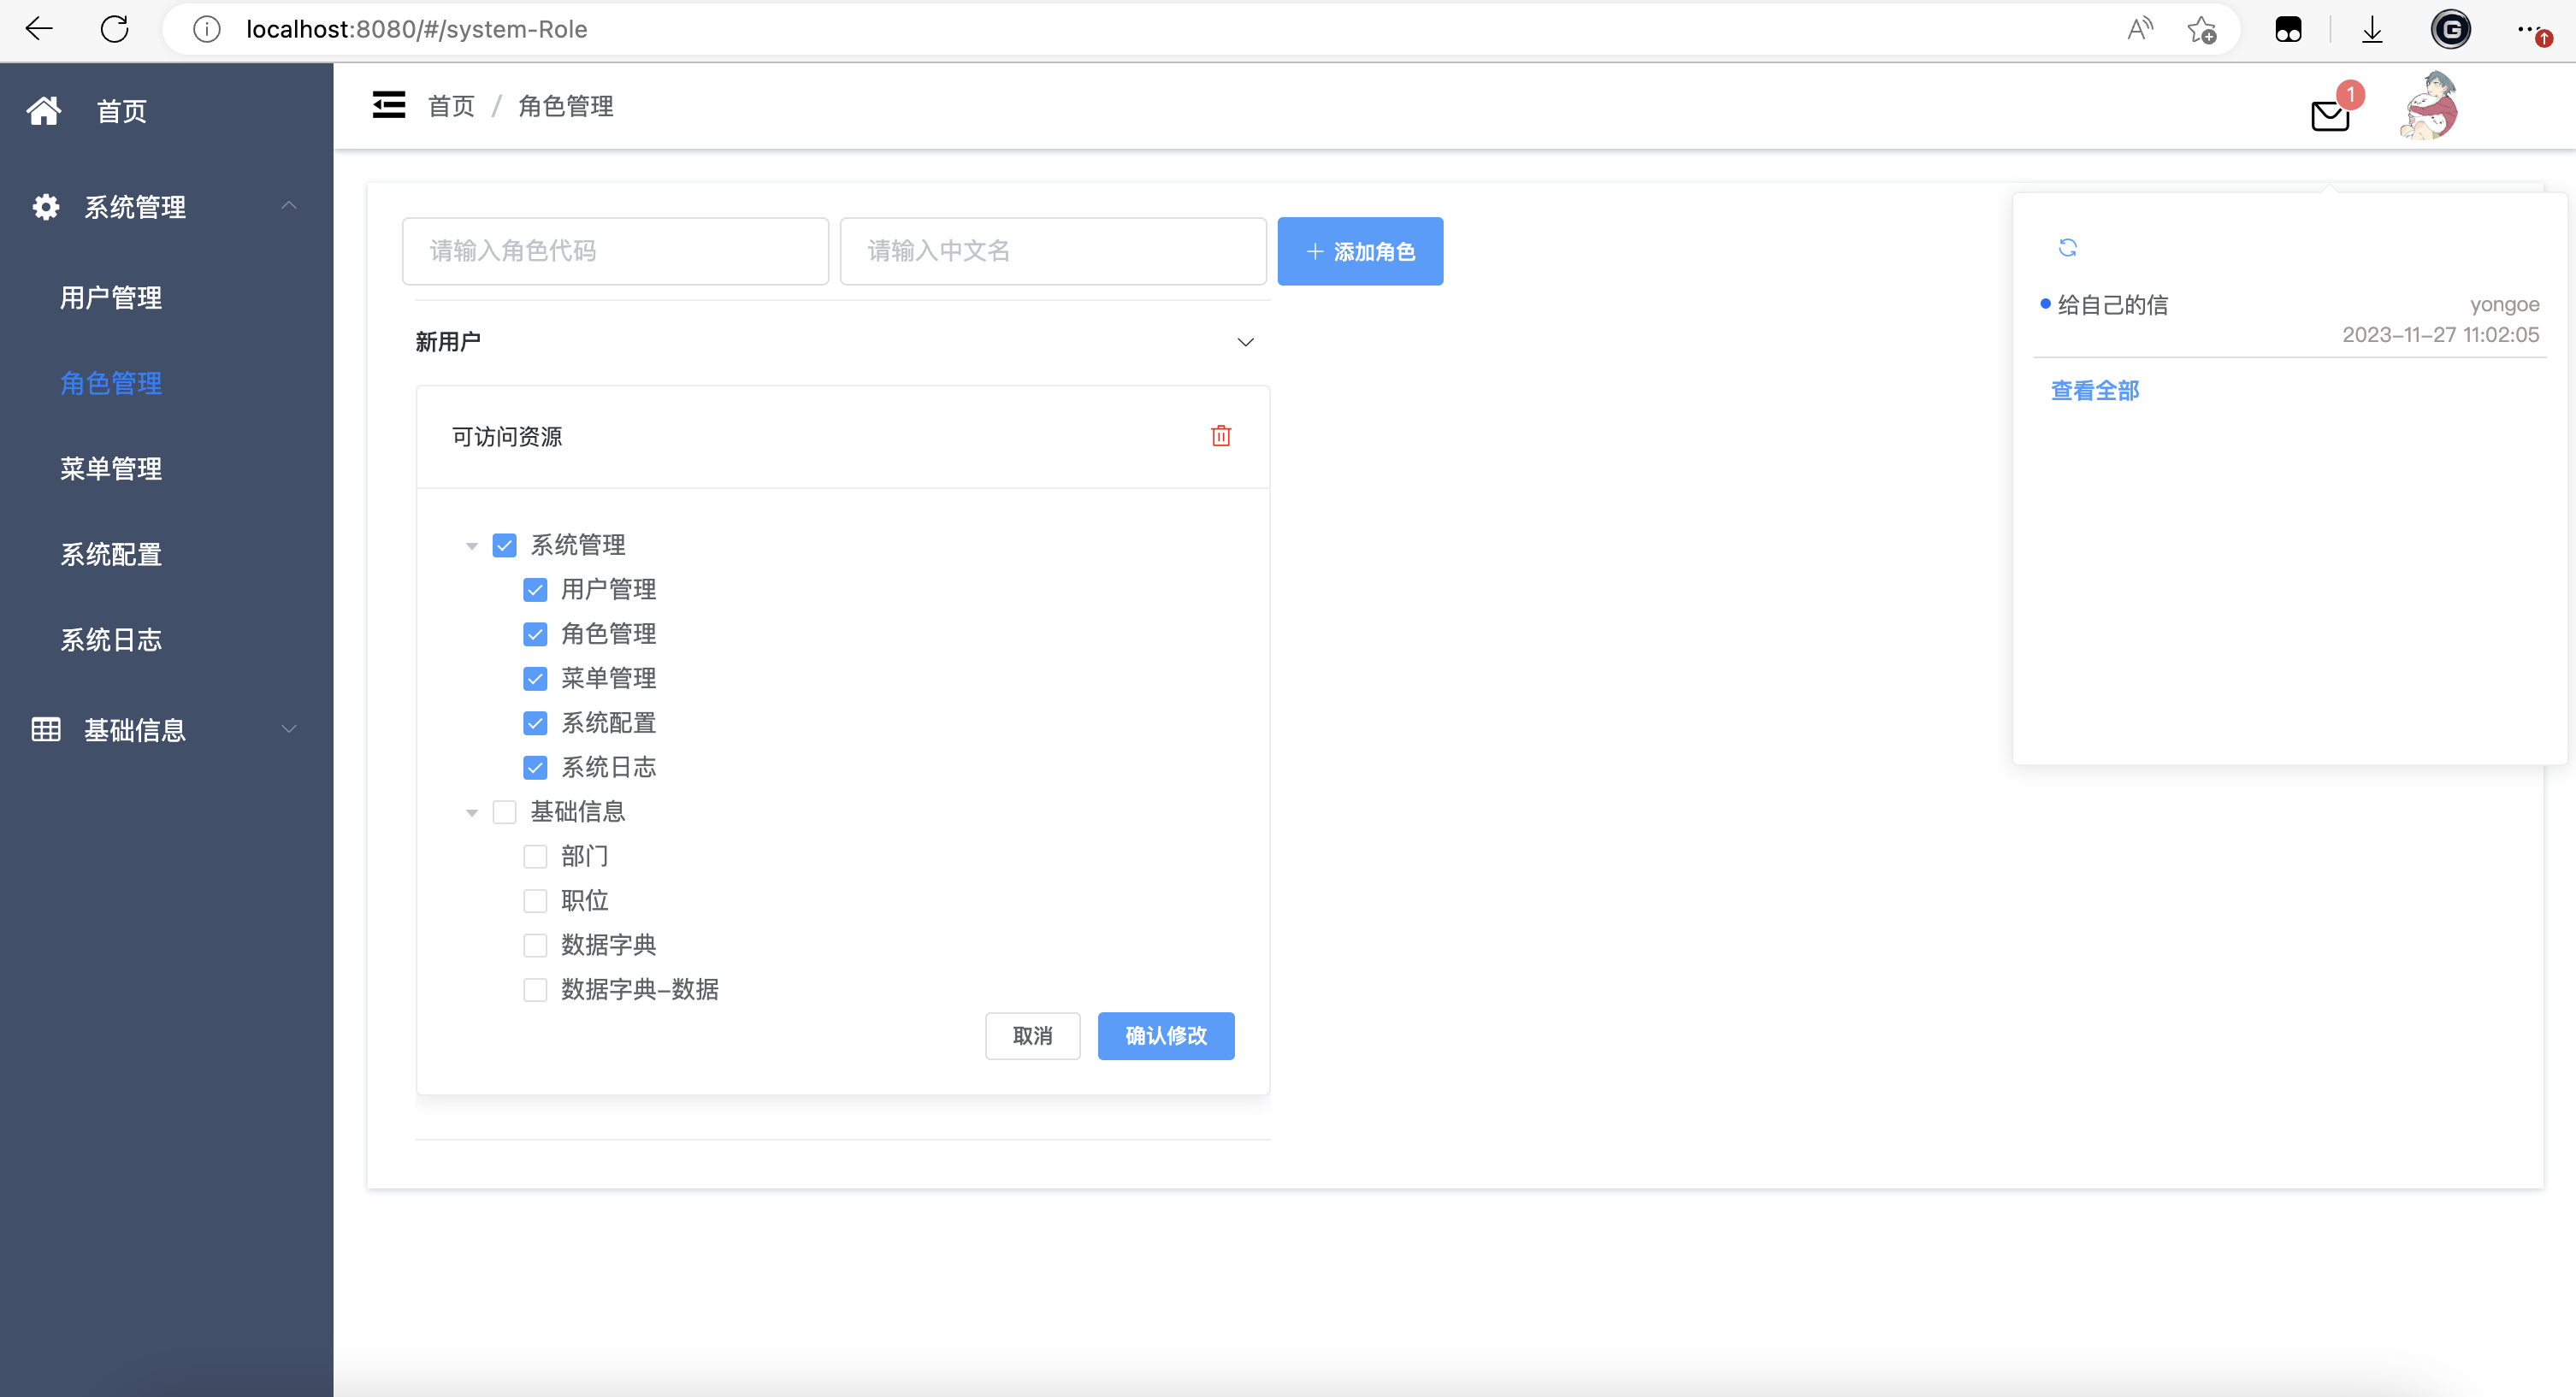 localhost:8080/#/system-Role
首页
系统管理
用户管理
角色管理
菜单管理
系统配置
系统日志
基础信息
首页 / 角色管理
1
请输入角色代码
请输入中文名
添加角色
新用户
可访问资源
系统管理
用户管理
角色管理
菜单管理
系统配置
系统日志
基础信息
部门
职位
数据字典
数据字典-数据
取消
确认修改
给自己的信
yongoe
2023-11-27 11:02:05
查看全部